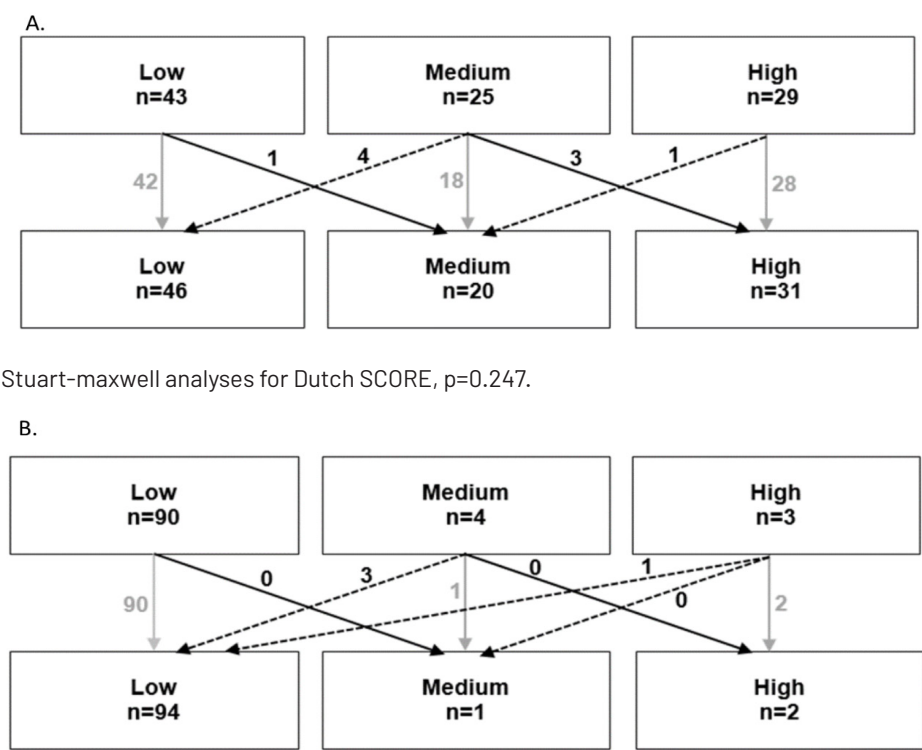 A.
Low
n=43
Medium
n=25
High
n=29
1
4
3
1
42
18
28
Low
n=46
Medium
n=20
High
n=31
Stuart-maxwell analyses for Dutch SCORE, p=0.247.
B.
Low
n=90
Medium
n=4
High
n=3
0
3
0
1
90
1
0
2
Low
n=94
Medium
n=1
High
n=2